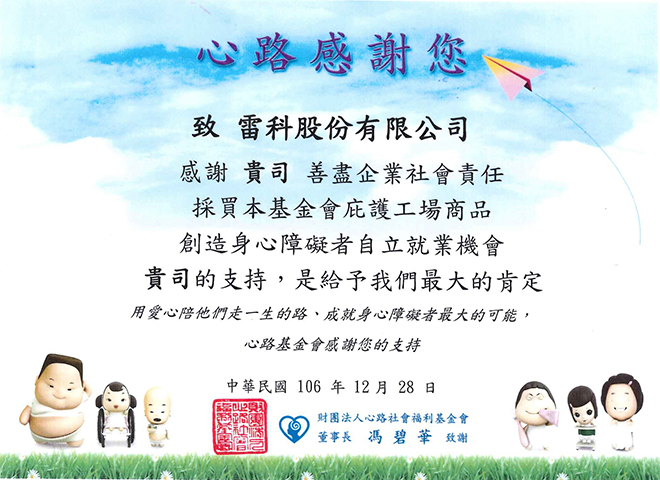 心路感謝您
致 雷科股份有限公司
感謝 貴司 善盡企業社會責任
採買本基金會庇護工場商品
創造身心障礙者自立就業機會
貴司的支持，是給予我們最大的肯定
用愛心陪他們走一生的路、成就身心障礙者最大的可能，
心路基金會感謝您的支持
中華民國 106 年 12 月 28 日
財團法人心路社會福利基金會
董事長 馮碧華 致謝